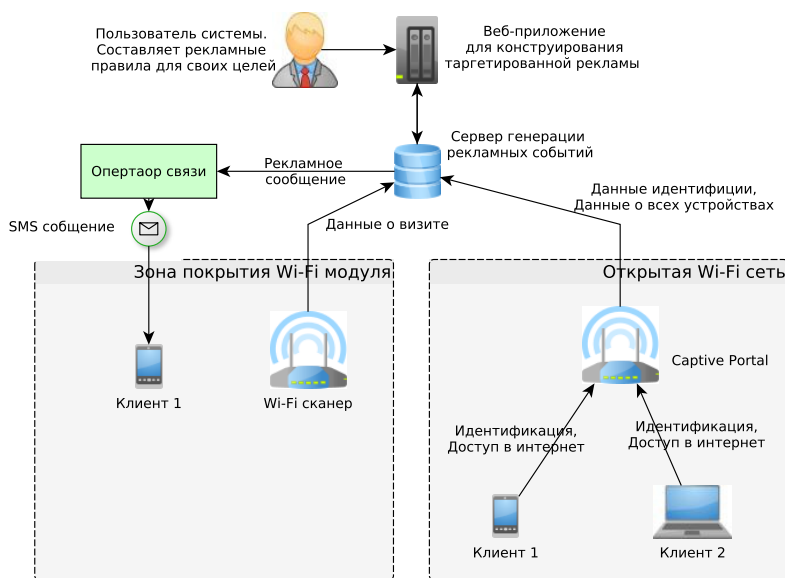 Пользователь системы.
Составляет рекламные
правила для своих целей
Веб-приложение
для конструирования
таргетированной рекламы
Сервер генерации
рекламных событий
Опертаор связи
Рекламное
сообщение
Данные идентифиции,
Данные о всех устройствах
SMS собщение
Данные о визите
Зона покрытия Wi-Fi модуля
Открытая Wi-Fi сеть
Captive Portal
Клиент 1
Wi-Fi сканер
Идентификация,
Доступ в интернет
Идентификация,
Доступ в интернет
Клиент 1
Клиент 2